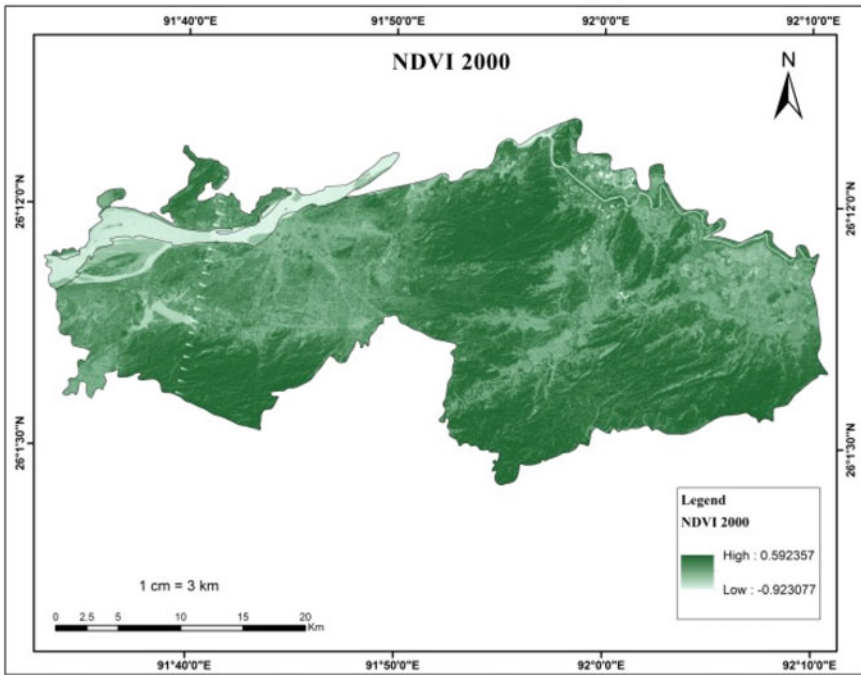 91°40'0"E 91°50'0"E 92°0'0"E 92°10'0"E
NDVI 2000
N
26°12'0"N 26°12'0"N
26°1'30"N 26°1'30"N
Legend
NDVI 2000
High : 0.592357
Low : -0.923077
1 cm = 3 km
0 2.5 5 10 15 20
Km
91°40'0"E 91°50'0"E 92°0'0"E 92°10'0"E